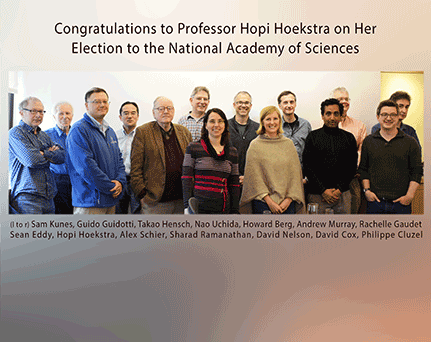 Congratulations to Professor Hopi Hoekstra on Her
Election to the National Academy of Sciences
(l to r) Sam Kunes, Guido Guidotti, Takao Hensch, Nao Uchida, Howard Berg, Andrew Murray, Rachelle Gaudet
Sean Eddy, Hopi Hoekstra, Alex Schier, Sharad Ramanathan, David Nelson, David Cox, Philippe Cluzel